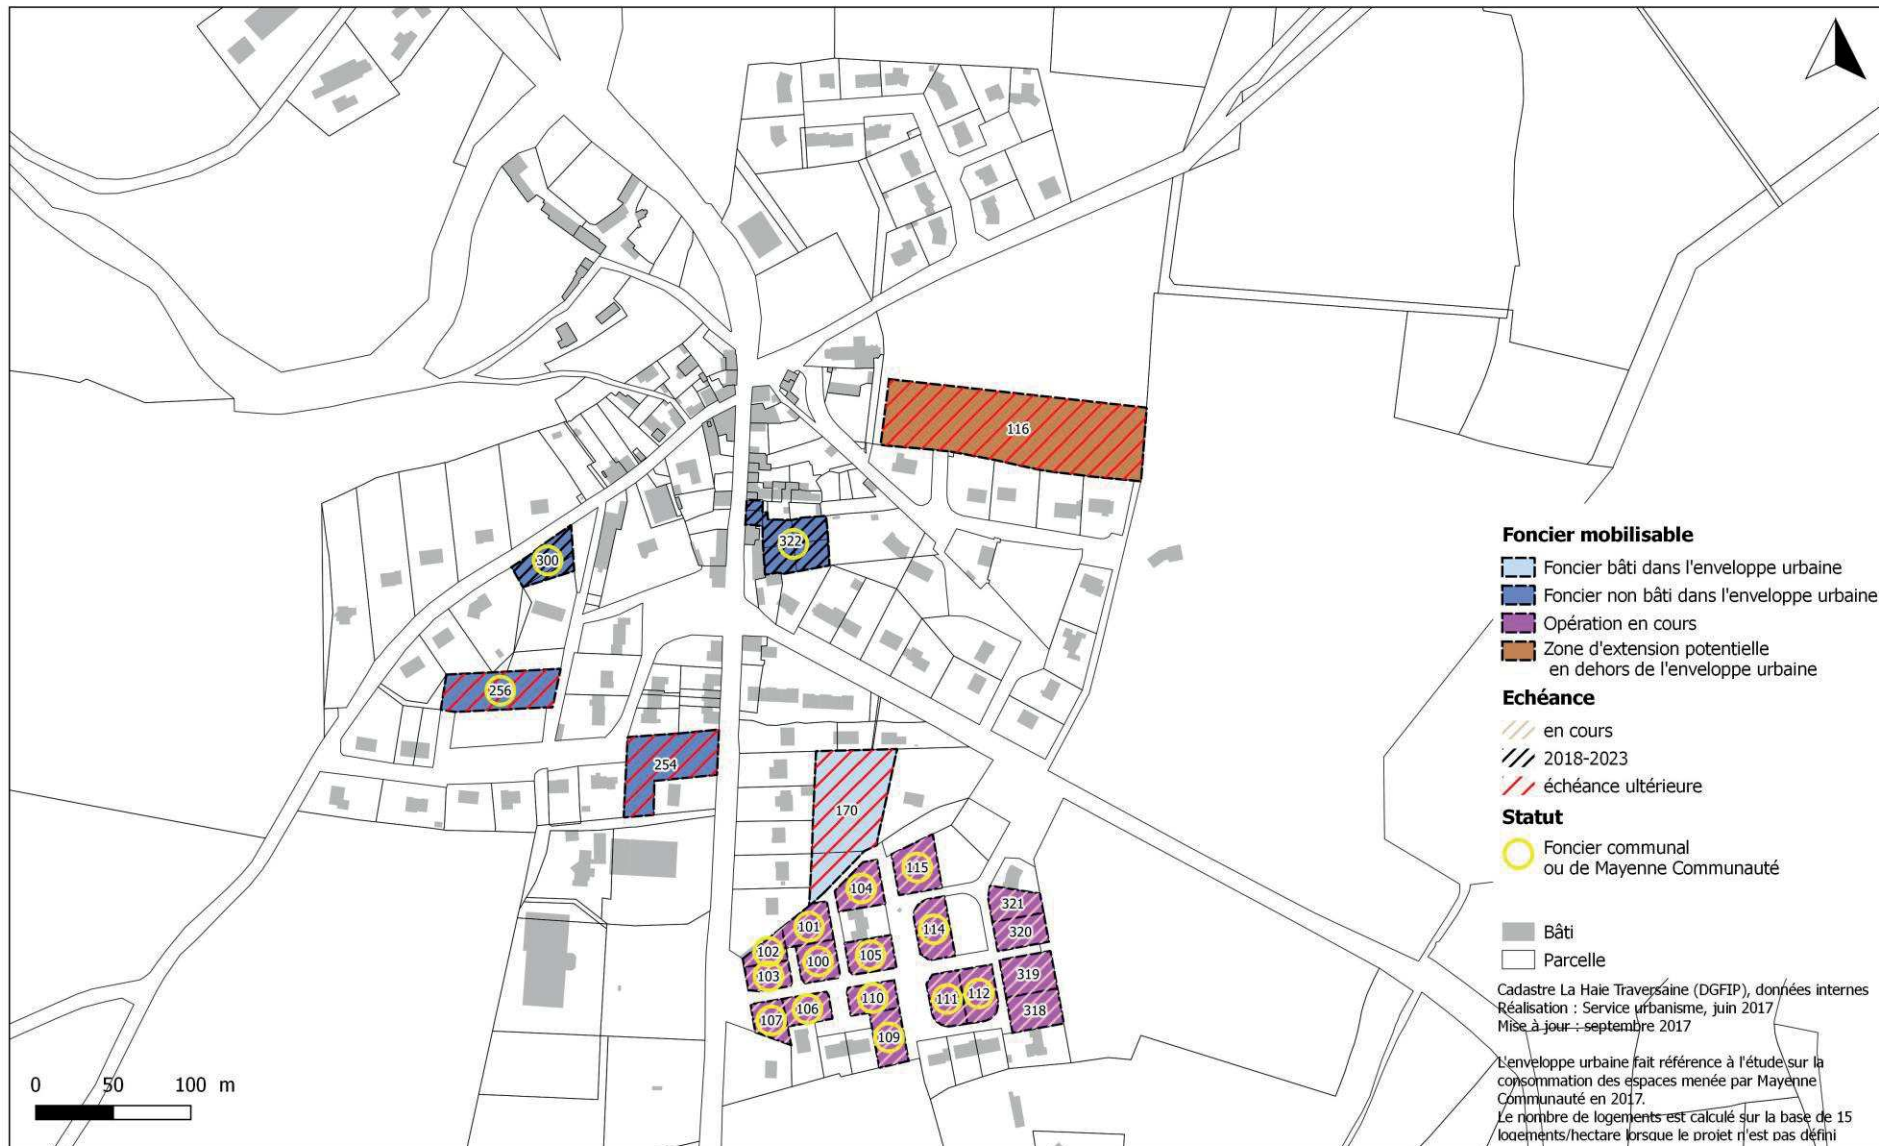 116
322
300
256
254
170
115
104
101
102
100
103
105
114
321
320
319
318
111
112
110
106
107
109
Foncier mobilisable
Foncier bâti dans l'enveloppe urbaine
Foncier non bâti dans l'enveloppe urbaine
Opération en cours
Zone d'extension potentielle
en dehors de l'enveloppe urbaine
Echéance
en cours
2018-2023
échéance ultérieure
Statut
Foncier communal
ou de Mayenne Communauté
Bâti
Parcelle
Cadastre La Haie Traversaine (DGFIP), données internes
Réalisation : Service urbanisme, juin 2017
Mise à jour : septembre 2017
L'enveloppe urbaine fait référence à l'étude sur la
consommation des espaces menée par Mayenne
Communauté en 2017.
Le nombre de logements est calculé sur la base de 15
logements/hectare lorsque le projet n'est pas défini
0 50 100 m